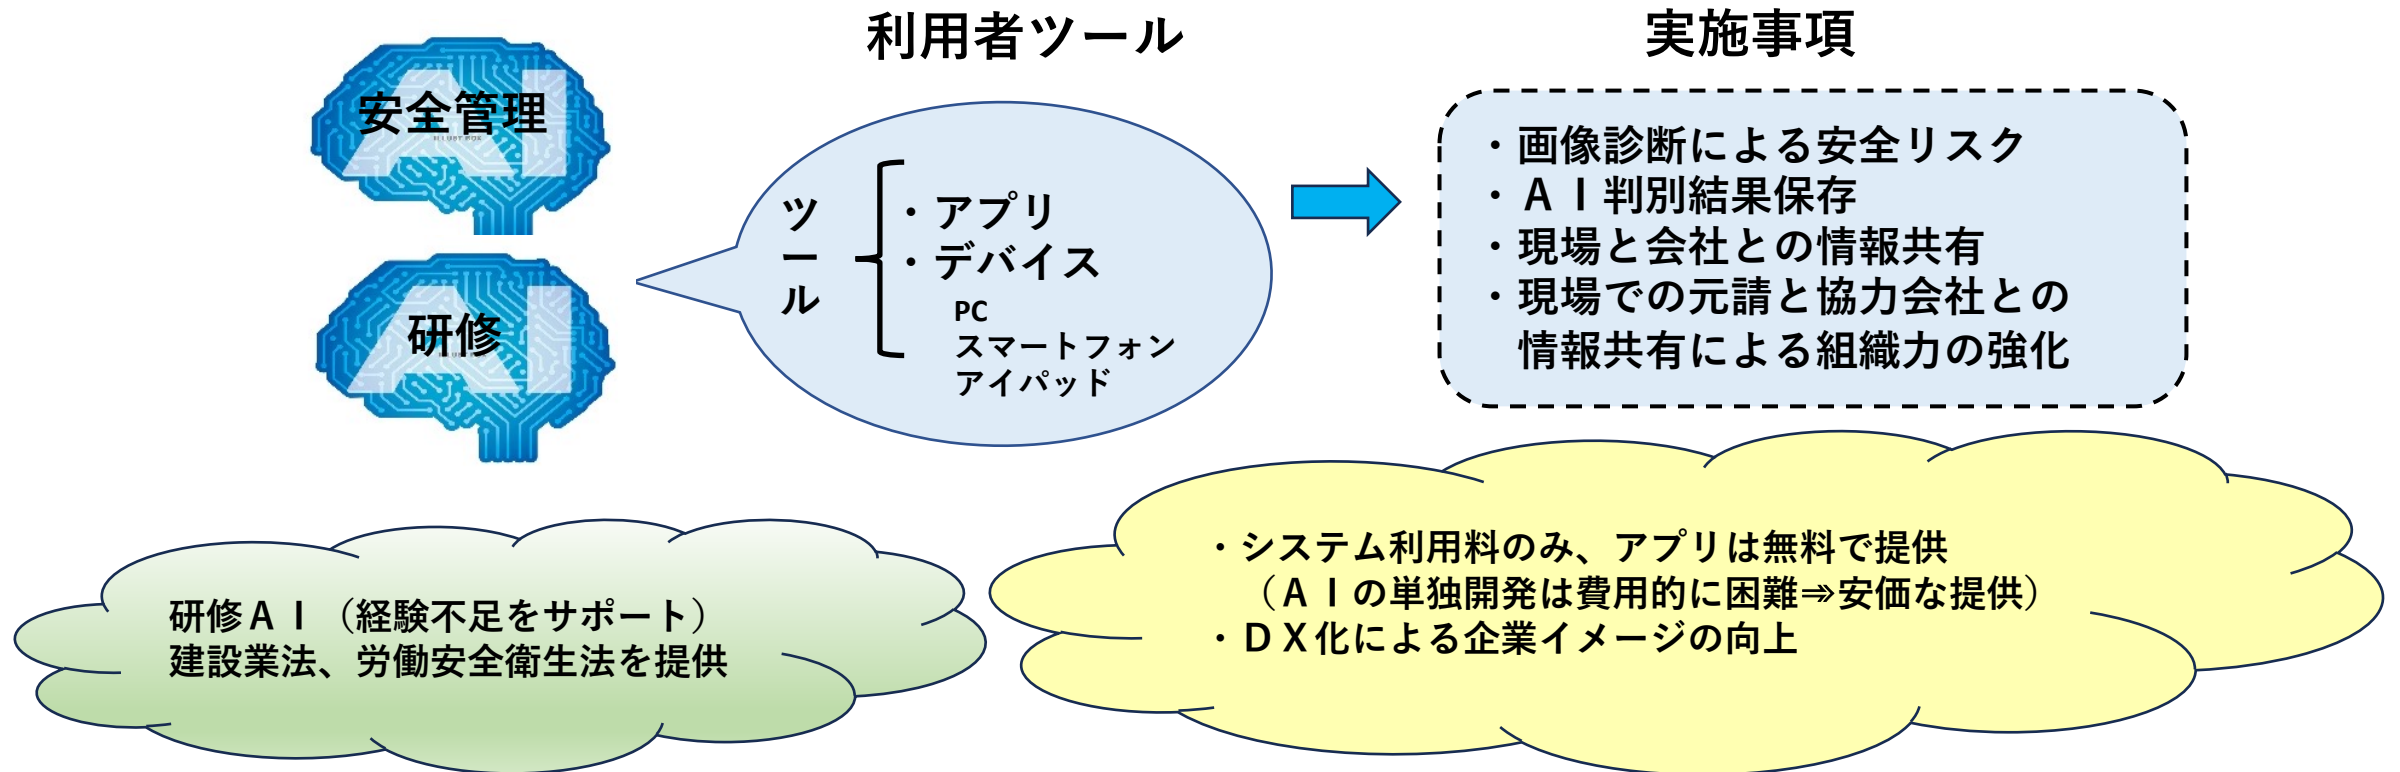 利用者ツール
実施事項
安全管理
AI
ILLUST BOX
研修
AI
ツール
・アプリ
・デバイス
PC
スマートフォン
アイパッド
・画像診断による安全リスク
・ＡＩ判別結果保存
・現場と会社との情報共有
・現場での元請と協力会社との
情報共有による組織力の強化
研修ＡＩ（経験不足をサポート）
建設業法、労働安全衛生法を提供
・システム利用料のみ、アプリは無料で提供
（ＡＩの単独開発は費用的に困難⇒安価な提供）
・ＤＸ化による企業イメージの向上